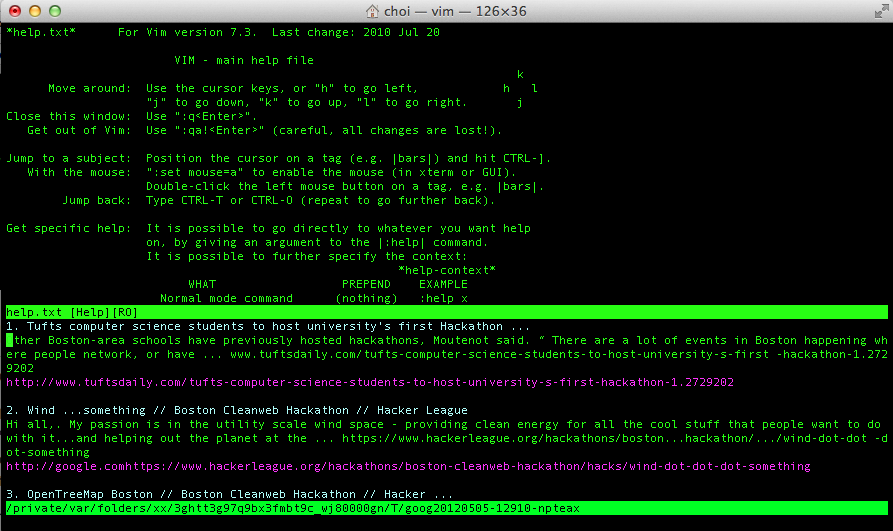 choi — vim — 126×36
*help.txt*      For Vim version 7.3.  Last change: 2010 Jul 20
VIM - main help file
k
Move around:  Use the cursor keys, or "h" to go left,            h   l
"j" to go down, "k" to go up, "l" to go right.       j
Close this window:  Use ":q<Enter>".
Get out of Vim:  Use ":qa!<Enter>" (careful, all changes are lost!).
Jump to a subject:  Position the cursor on a tag (e.g. |bars|) and hit CTRL-].
With the mouse:  ":set mouse=a" to enable the mouse (in xterm or GUI).
Double-click the left mouse button on a tag, e.g. |bars|.
Jump back:  Type CTRL-T or CTRL-O (repeat to go further back).
Get specific help:  It is possible to go directly to whatever you want help
on, by giving an argument to the |:help| command.
It is possible to further specify the context:
*help-context*
WHAT                  PREPEND    EXAMPLE
Normal mode command      (nothing)   :help x
help.txt [Help][RO]
1. Tufts computer science students to host university's first Hackathon ...
ther Boston-area schools have previously hosted hackathons, Moutenot said. “ There are a lot of events in Boston happening wh
ere people network, or have ... www.tuftsdaily.com/tufts-computer-science-students-to-host-university-s-first -hackathon-1.272
9202
http://www.tuftsdaily.com/tufts-computer-science-students-to-host-university-s-first-hackathon-1.2729202
2. Wind ...something // Boston Cleanweb Hackathon // Hacker League
Hi all,. My passion is in the utility scale wind space - providing clean energy for all the cool stuff that people want to do
with it...and helping out the planet at the ... https://www.hackerleague.org/hackathons/boston...hackathon/.../wind-dot-dot -d
ot-something
http://google.comhttps://www.hackerleague.org/hackathons/boston-cleanweb-hackathon/hacks/wind-dot-dot-dot-something
3. OpenTreeMap Boston // Boston Cleanweb Hackathon // Hacker ...
/private/var/folders/xx/3ghtt3g97q9bx3fmbt9c_wj80000gn/T/goog20120505-12910-npteax